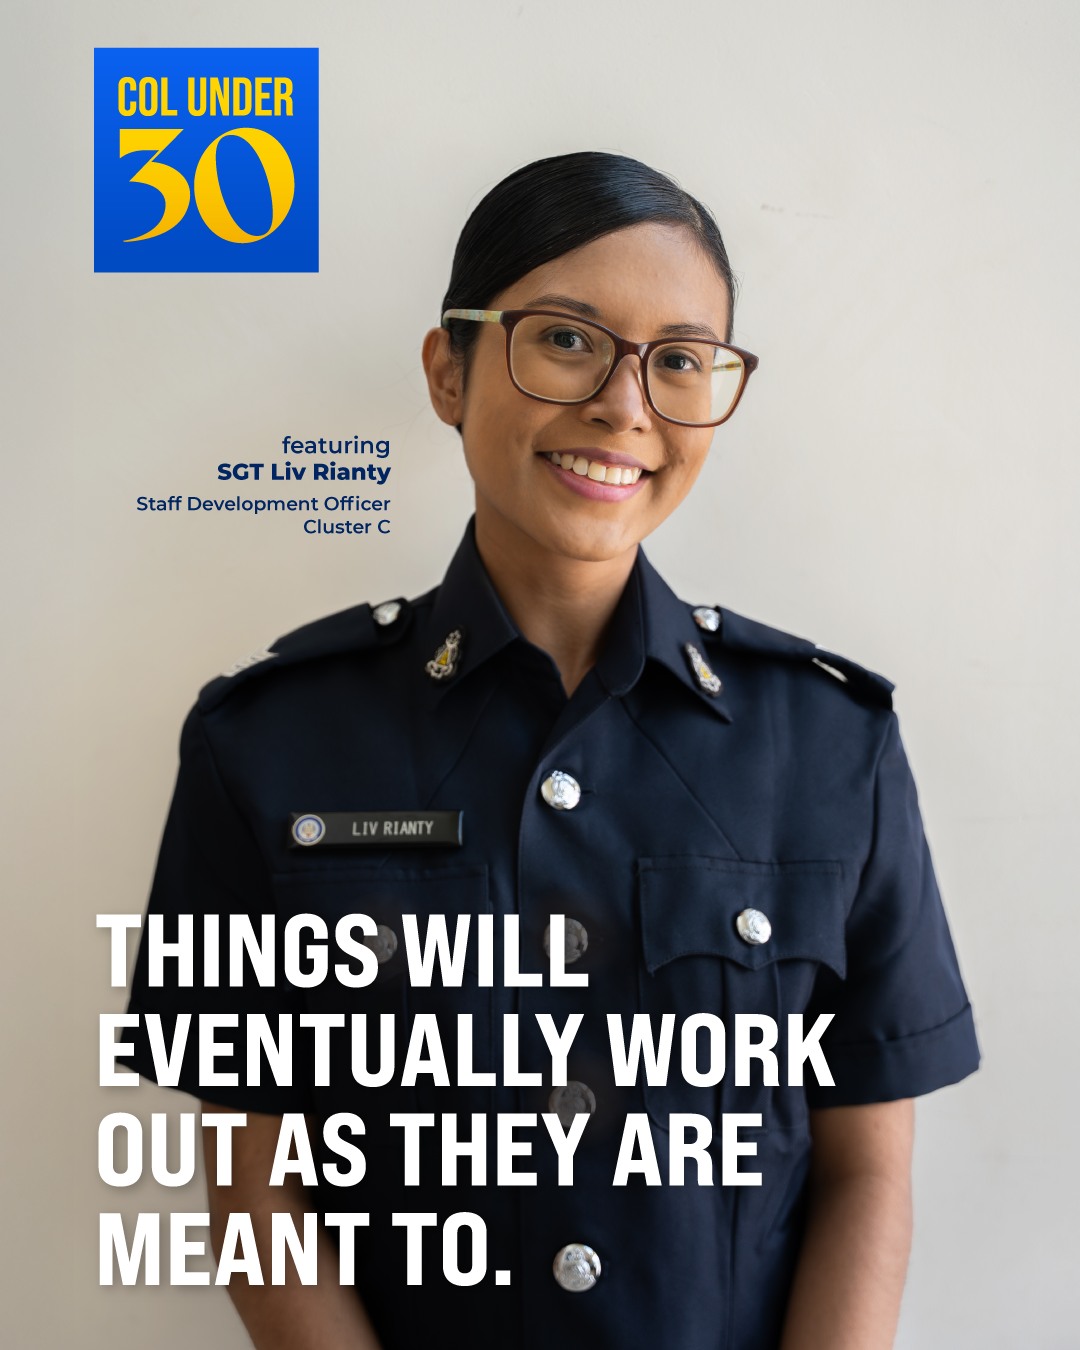 COL UNDER
30
featuring
SGT Liv Rianty
Staff Development Officer
Cluster C
LIV RIANTY
THINGS WILL
EVENTUALLY WORK
OUT AS THEY ARE
MEANT TO.